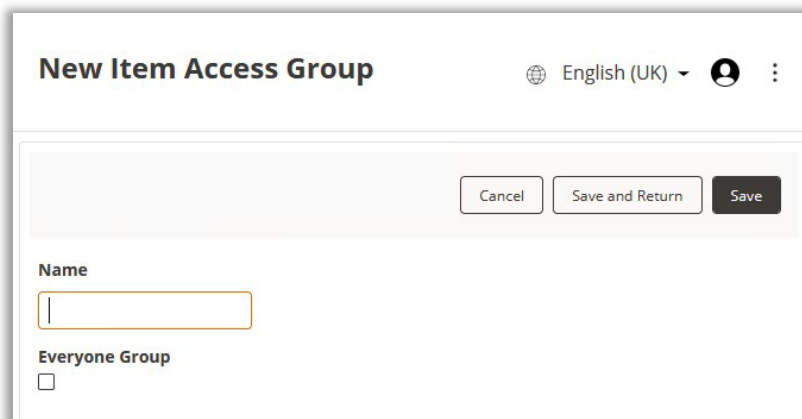 New Item Access Group
English (UK)
Cancel
Save and Return
Save
Name
Everyone Group